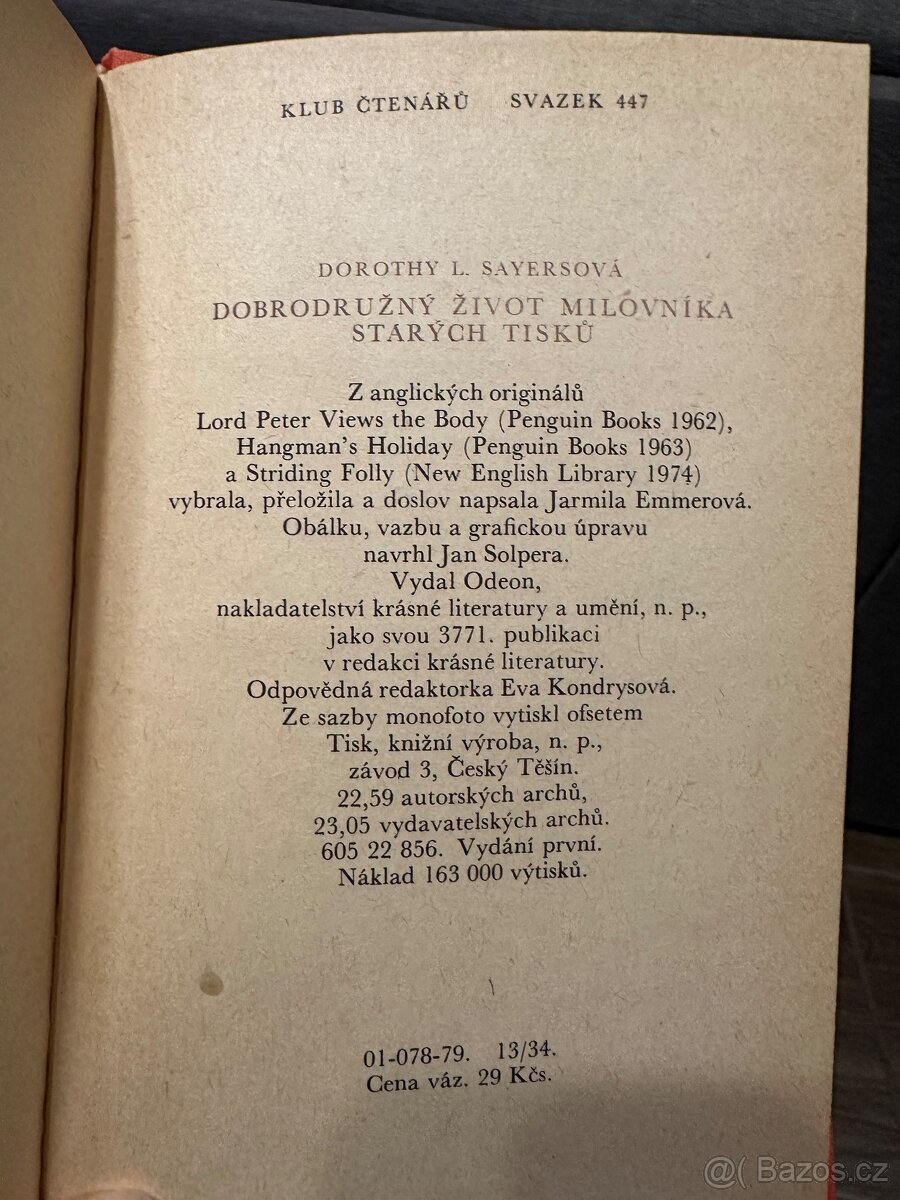 KLUB ČTENÁŘŮ SVAZEK 447
DOROTHY L. SAYERSOVÁ
DOBRODRUŽNÝ ŽIVOT MILOVNÍKA
STARÝCH TISKŮ
Z anglických originálů
Lord Peter Views the Body (Penguin Books 1962),
Hangman's Holiday (Penguin Books 1963)
a Striding Folly (New English Library 1974)
vybrala, přeložila a doslov napsala Jarmila Emmerová.
Obálku, vazbu a grafickou úpravu
navrhl Jan Solpera.
Vydal Odeon,
nakladatelství krásné literatury a umění, n. p.,
jako svou 3771. publikaci
v redakci krásné literatury.
Odpovědná redaktorka Eva Kondrysová.
Ze sazby monofoto vytiskl ofsetem
Tisk, knižní výroba, n. p.,
závod 3, Český Těšín.
22,59 autorských archů,
23,05 vydavatelských archů.
605 22 856. Vydání první.
Náklad 163 000 výtisků.
01-078-79. 13/34.
Cena váz. 29 Kčs.
@( Bazos.cz